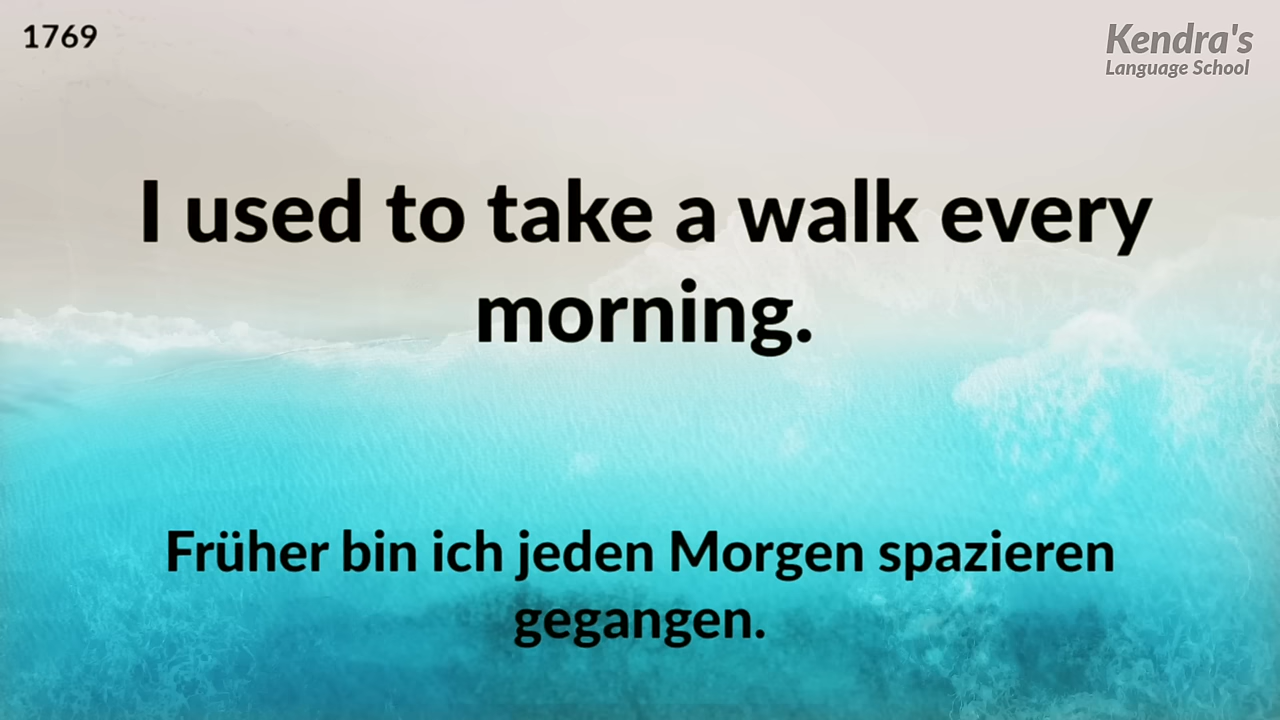 1769
Kendra's
Language School
I used to take a walk every
morning.
Früher bin ich jeden Morgen spazieren
gegangen.